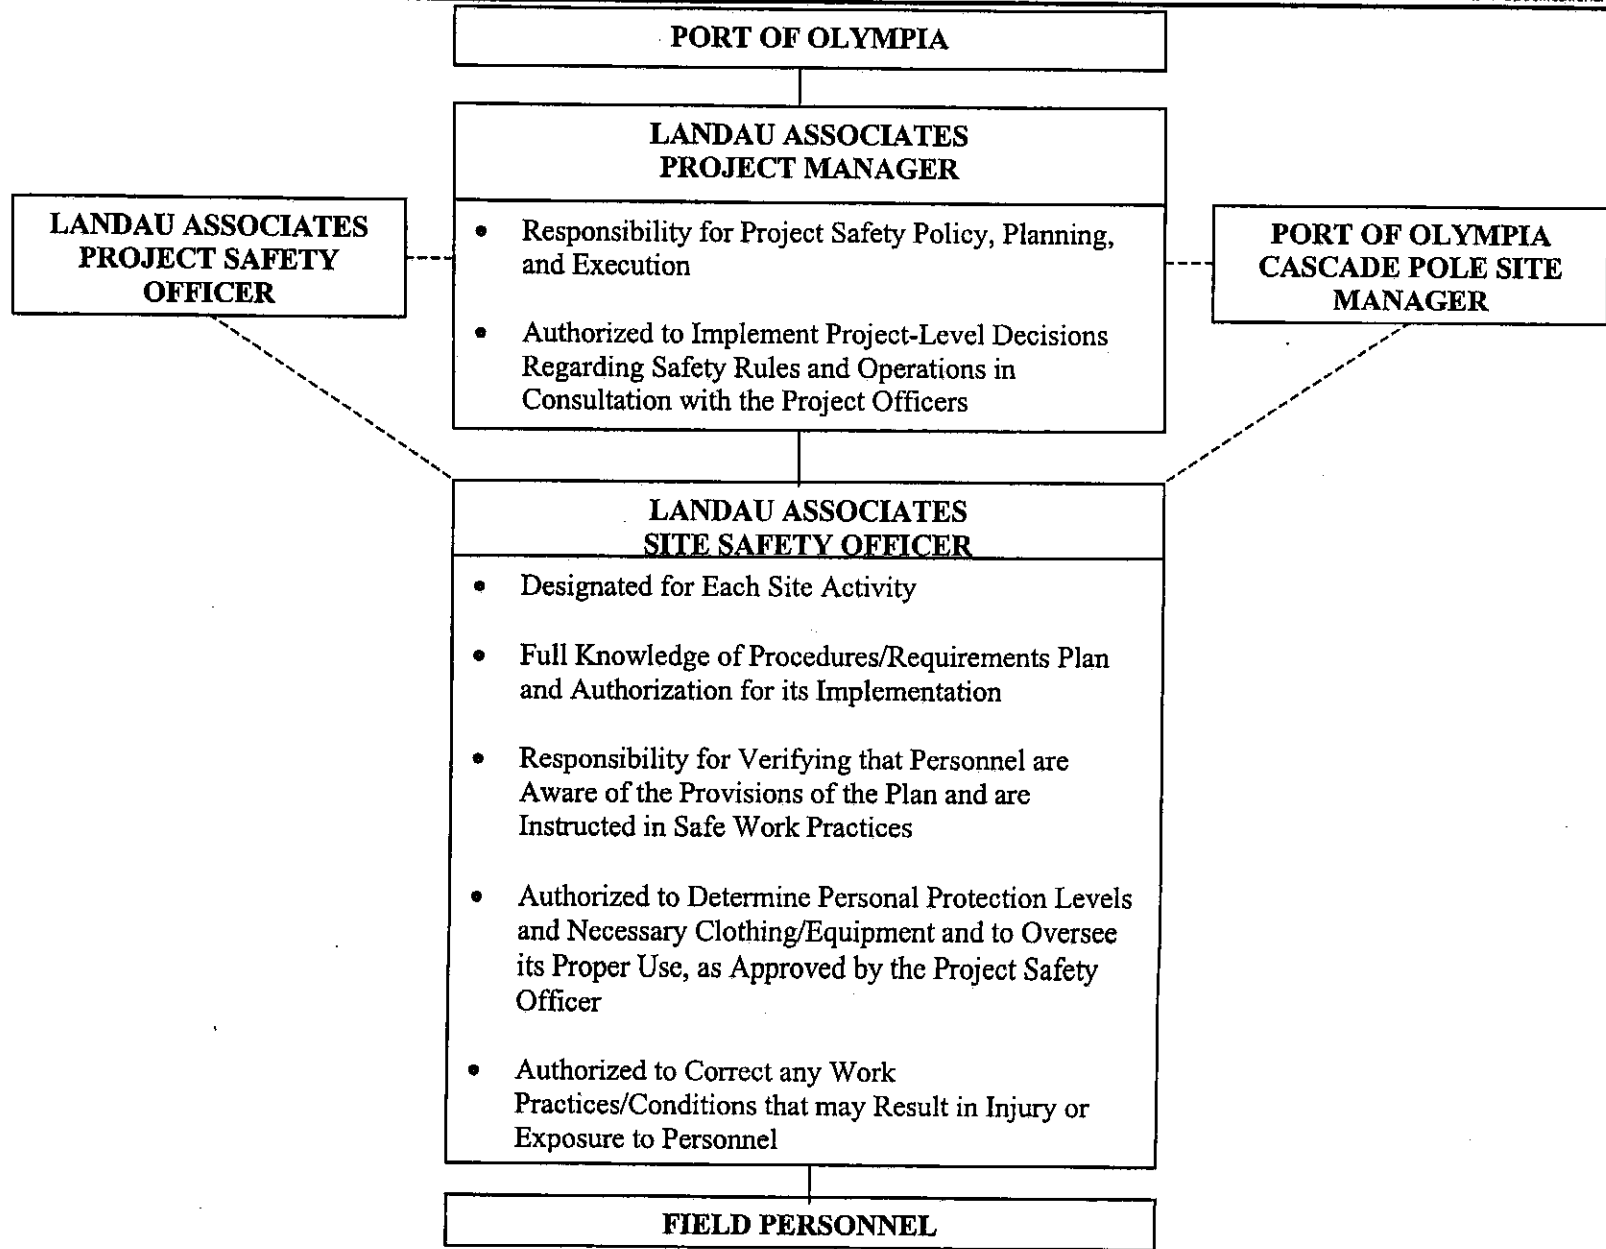 PORT OF OLYMPIA
LANDAU ASSOCIATES
PROJECT MANAGER
• Responsibility for Project Safety Policy, Planning,
and Execution
• Authorized to Implement Project-Level Decisions
Regarding Safety Rules and Operations in
Consultation with the Project Officers
LANDAU ASSOCIATES
PROJECT SAFETY
OFFICER
PORT OF OLYMPIA
CASCADE POLE SITE
MANAGER
LANDAU ASSOCIATES
SITE SAFETY OFFICER
• Designated for Each Site Activity
• Full Knowledge of Procedures/Requirements Plan
and Authorization for its Implementation
• Responsibility for Verifying that Personnel are
Aware of the Provisions of the Plan and are
Instructed in Safe Work Practices
• Authorized to Determine Personal Protection Levels
and Necessary Clothing/Equipment and to Oversee
its Proper Use, as Approved by the Project Safety
Officer
• Authorized to Correct any Work
Practices/Conditions that may Result in Injury or
Exposure to Personnel
FIELD PERSONNEL